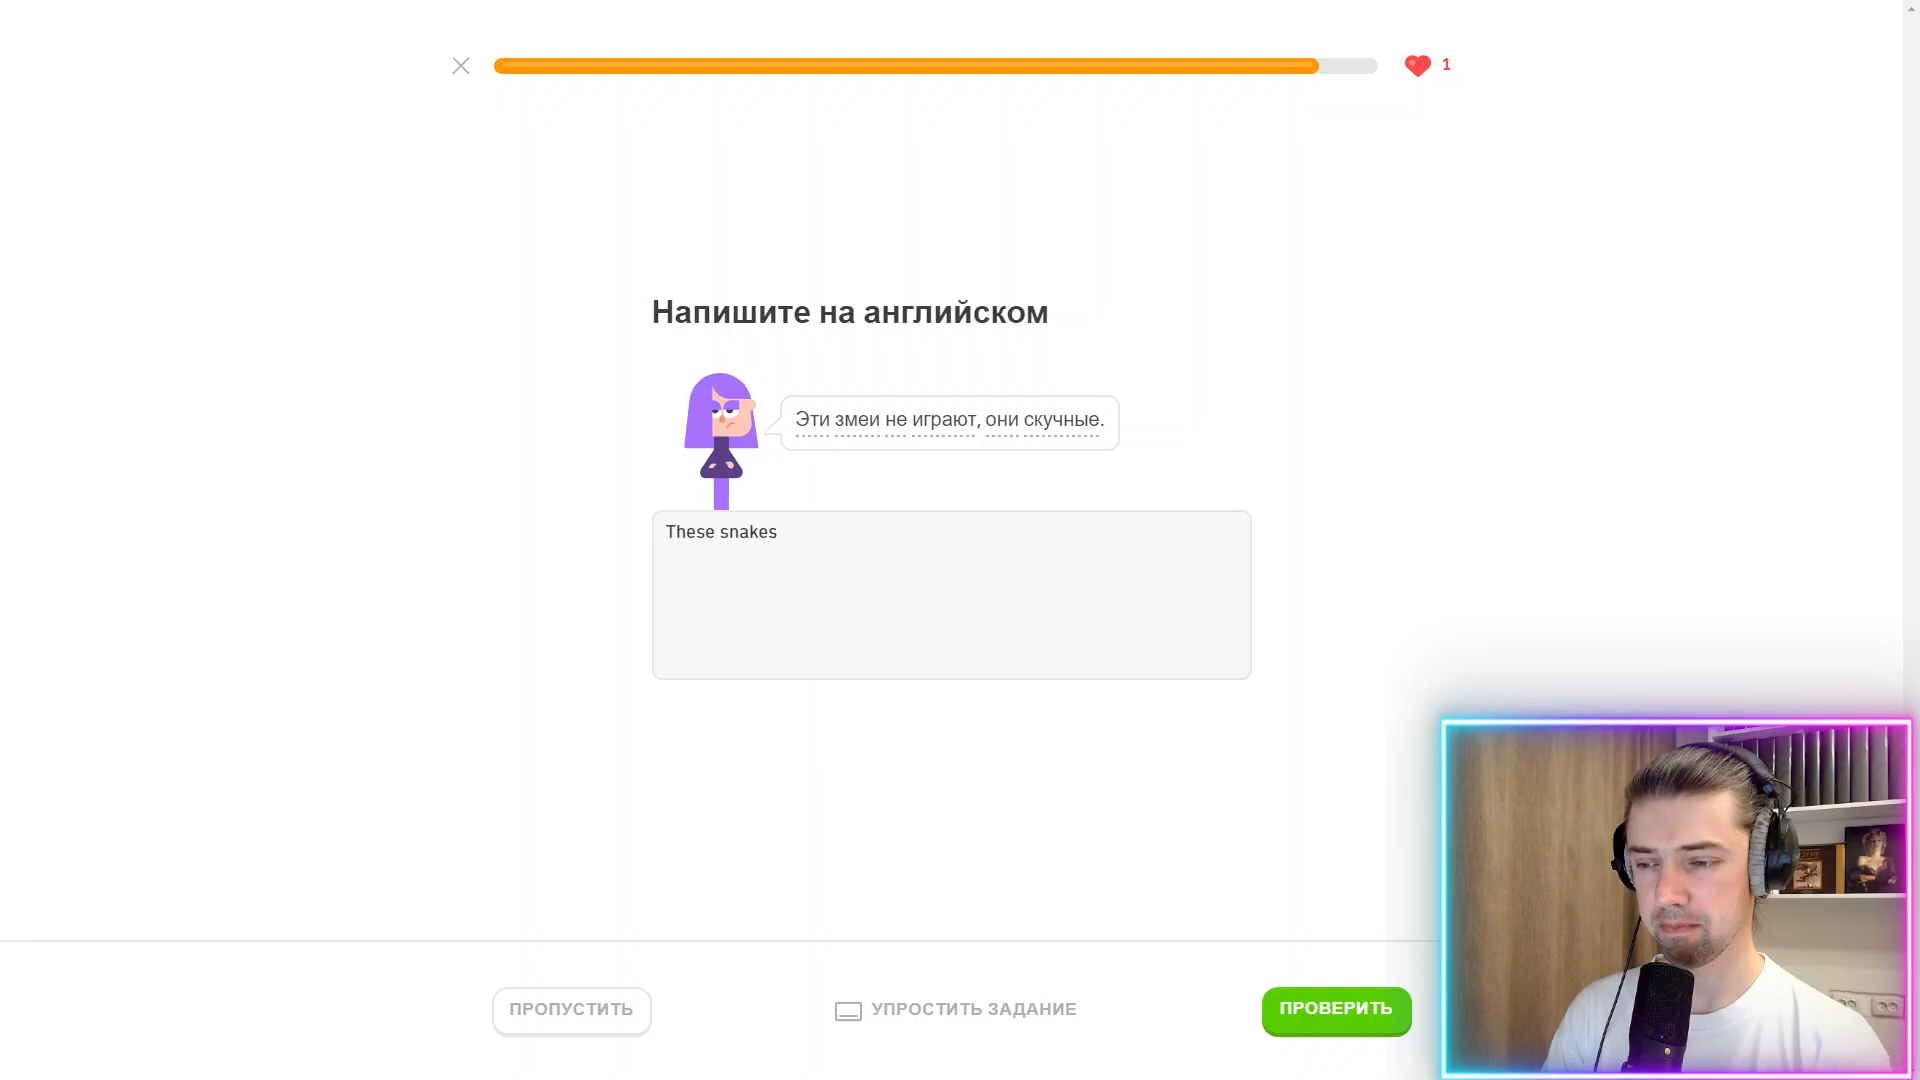 1
Напишите на английском
Эти змеи не играют, они скучные.
These snakes
ПРОПУСТИТЬ
УПРОСТИТЬ ЗАДАНИЕ
ПРОВЕРИТЬ